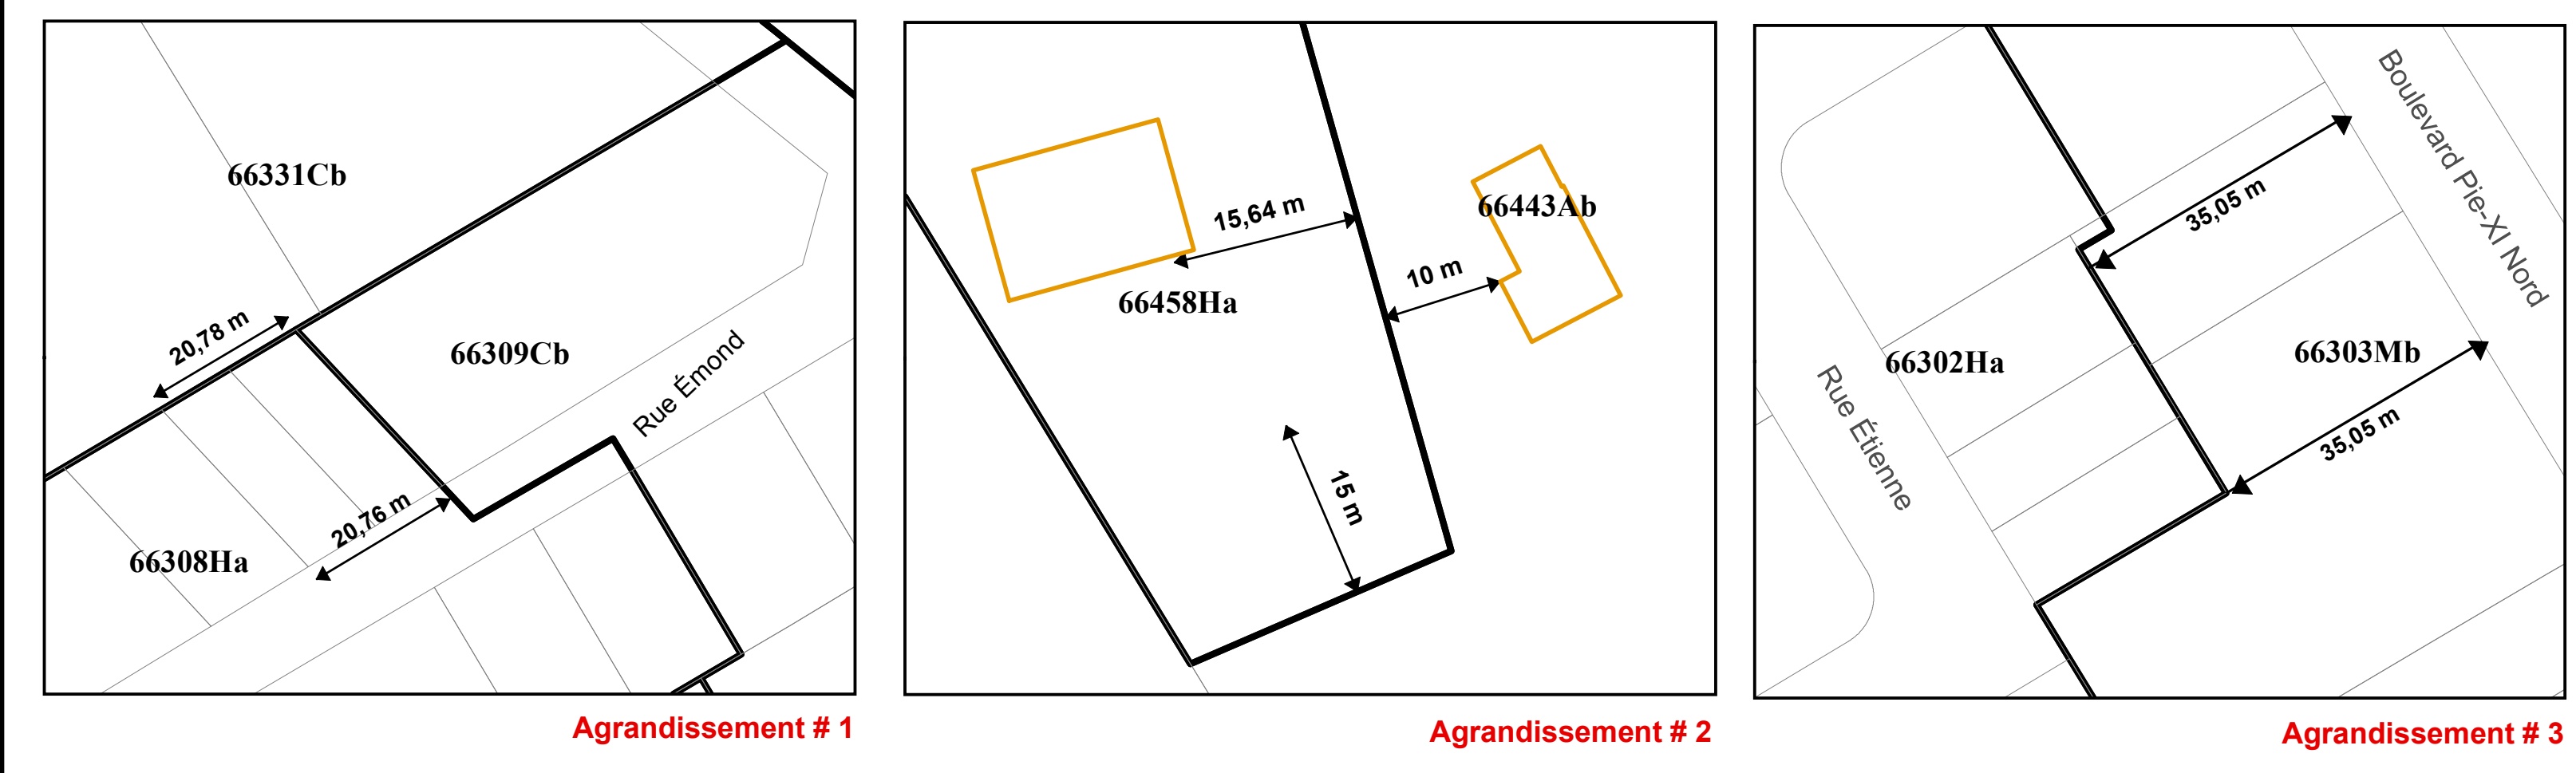 66331Cb
20,78 m
66309Cb
Rue Émond
20,76 m
66308Ha
Agrandissement # 1
15,64 m
66443Ab
10 m
66458Ha
15 m
Agrandissement # 2
Boulevard Pie-XI Nord
35,05 m
66302Ha
66303Mb
Rue Étienne
35,05 m
Agrandissement # 3